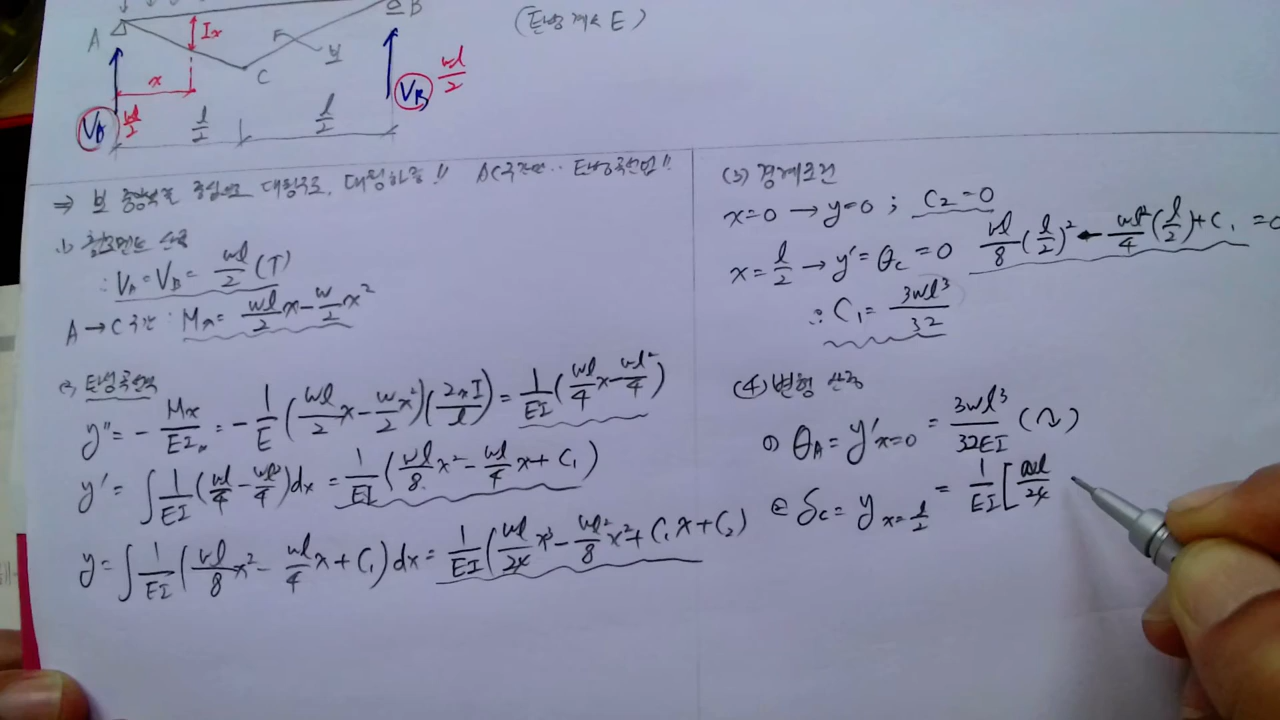 A
Ix
B
(탄성계수 E)
보
C
x
VA wl/2
VB wl/2
l/2
l/2
⇒ 보 중앙점을 중심으로 대칭구조, 대칭하중!! AC구간만.. 탄성곡선법!!
(1) 휨모멘트 산정
∴ VA=VB= wl/2 (↑)
A→C구간: Mx= wl/2 x - w/2 x²
(2) 탄성곡선식
y''= - Mx/EIx = - 1/E (wl/2 x - w/2 x²)(2xI/l) = 1/EI (wl/4 x - wl²/4)
y' = ∫ 1/EI (wl/4 - wl²/4)dx = 1/EI (wl/8 x² - wl/4 x + C1)
y= ∫ 1/EI (wl/8 x² - wl/4 x + C1)dx = 1/EI (wl/24 x³ - wl²/8 x² + C1x + C2)
(3) 경계조건
x=0 → y=0 ; C2=0
x= l/2 → y'=θc=0 wl/8 (l/2)² - wl²/4 (l/2) + C1 =0
∴ C1= 3wl³/32
(4) 변형 산정
① θA= y'x=0 = 3wl³/32EI (↷)
② δc= y x=l/2 = 1/EI [ wl/24